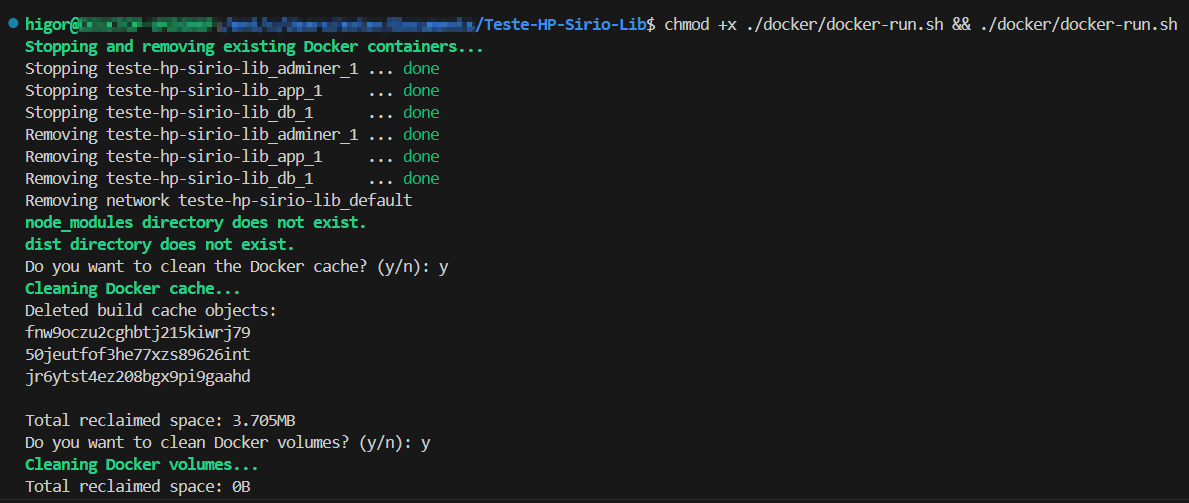 higor@ /Teste-HP-Sirio-Lib$ chmod +x ./docker/docker-run.sh && ./docker/docker-run.sh
Stopping and removing existing Docker containers...
Stopping teste-hp-sirio-lib_adminer_1 ... done
Stopping teste-hp-sirio-lib_app_1     ... done
Stopping teste-hp-sirio-lib_db_1      ... done
Removing teste-hp-sirio-lib_adminer_1 ... done
Removing teste-hp-sirio-lib_app_1     ... done
Removing teste-hp-sirio-lib_db_1      ... done
Removing network teste-hp-sirio-lib_default
node_modules directory does not exist.
dist directory does not exist.
Do you want to clean the Docker cache? (y/n): y
Cleaning Docker cache...
Deleted build cache objects:
fnw9oczu2cghbtj215kiwrj79
50jeutfof3he77xzs89626int
jr6ytst4ez208bgx9pi9gaahd
Total reclaimed space: 3.705MB
Do you want to clean Docker volumes? (y/n): y
Cleaning Docker volumes...
Total reclaimed space: 0B